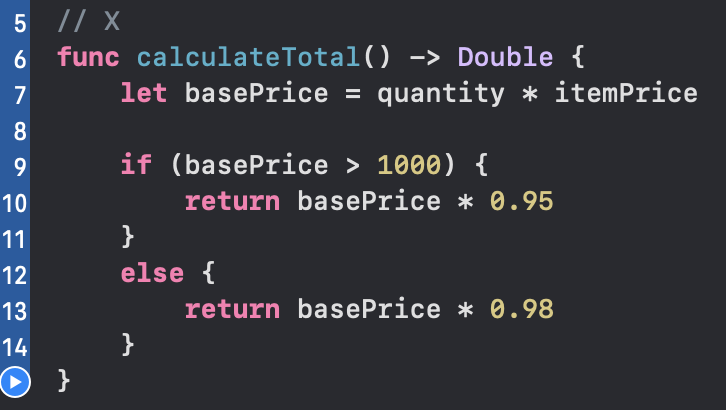 5 // X
6 func calculateTotal() -> Double {
7     let basePrice = quantity * itemPrice
8
9     if (basePrice > 1000) {
10         return basePrice * 0.95
11     }
12     else {
13         return basePrice * 0.98
14     }
}